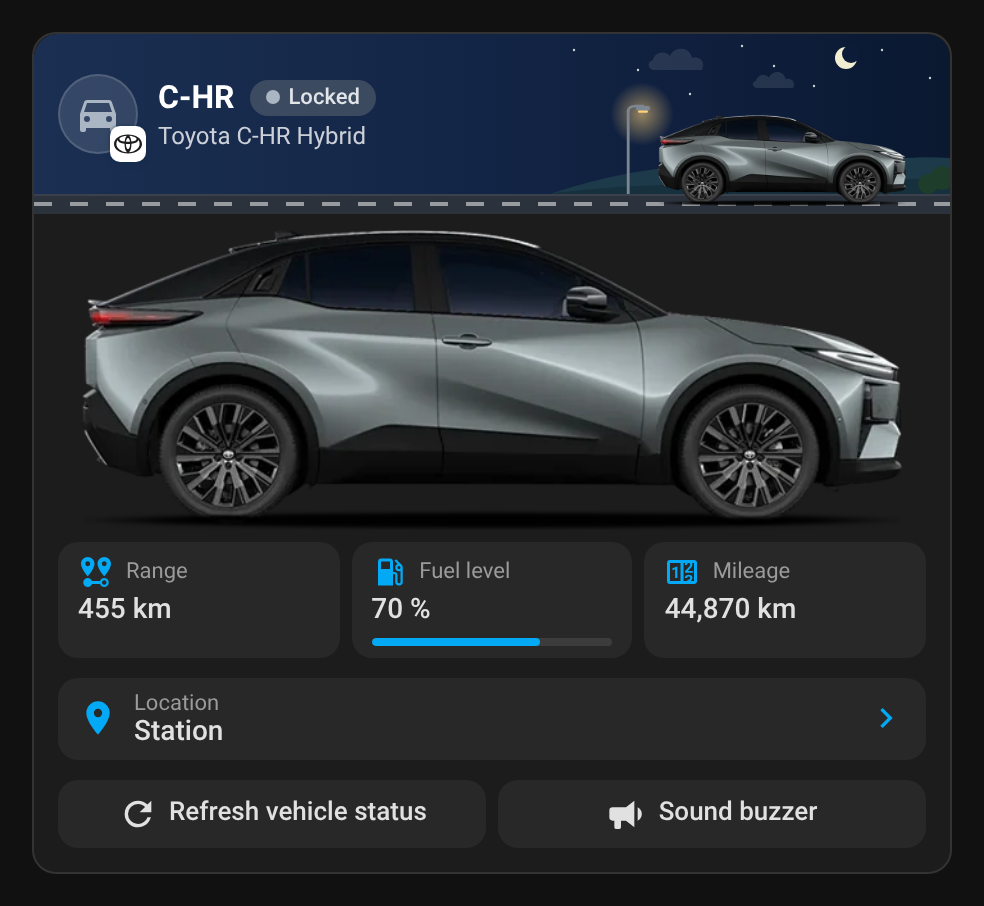 C-HR
Locked
Toyota C-HR Hybrid
Range
455 km
Fuel level
70 %
Mileage
44,870 km
Location
Station
Refresh vehicle status
Sound buzzer